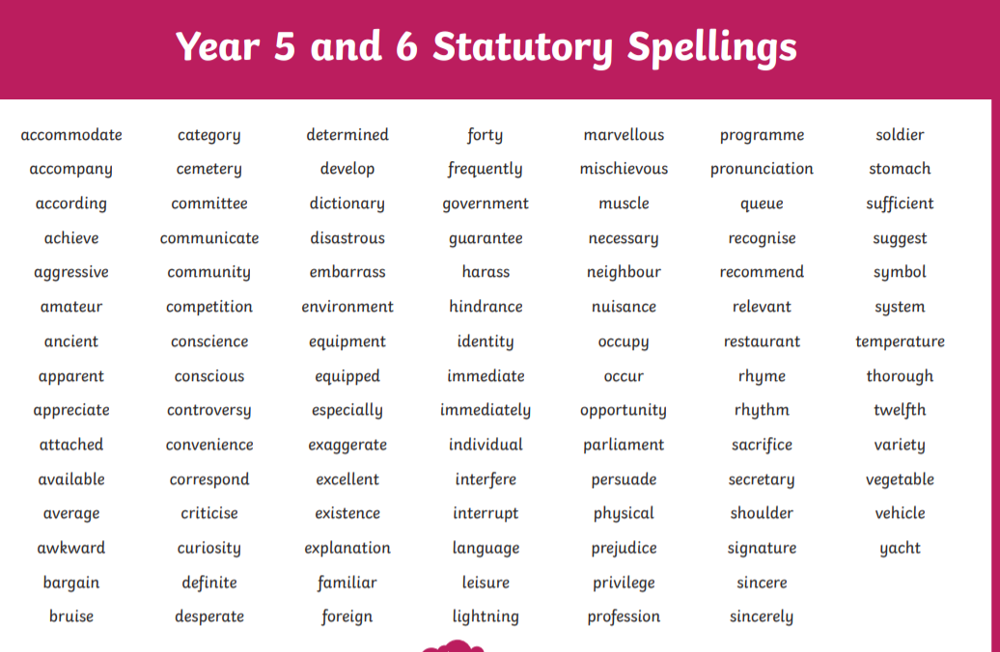 Year 5 and 6 Statutory Spellings
accommodate category determined forty marvellous programme soldier
accompany cemetery develop frequently mischievous pronunciation stomach
according committee dictionary government muscle queue sufficient
achieve communicate disastrous guarantee necessary recognise suggest
aggressive community embarrass harass neighbour recommend symbol
amateur competition environment hindrance nuisance relevant system
ancient conscience equipment identity occupy restaurant temperature
apparent conscious equipped immediate occur rhyme thorough
appreciate controversy especially immediately opportunity rhythm twelfth
attached convenience exaggerate individual parliament sacrifice variety
available correspond excellent interfere persuade secretary vegetable
average criticise existence interrupt physical shoulder vehicle
awkward curiosity explanation language prejudice signature yacht
bargain definite familiar leisure privilege sincere
bruise desperate foreign lightning profession sincerely